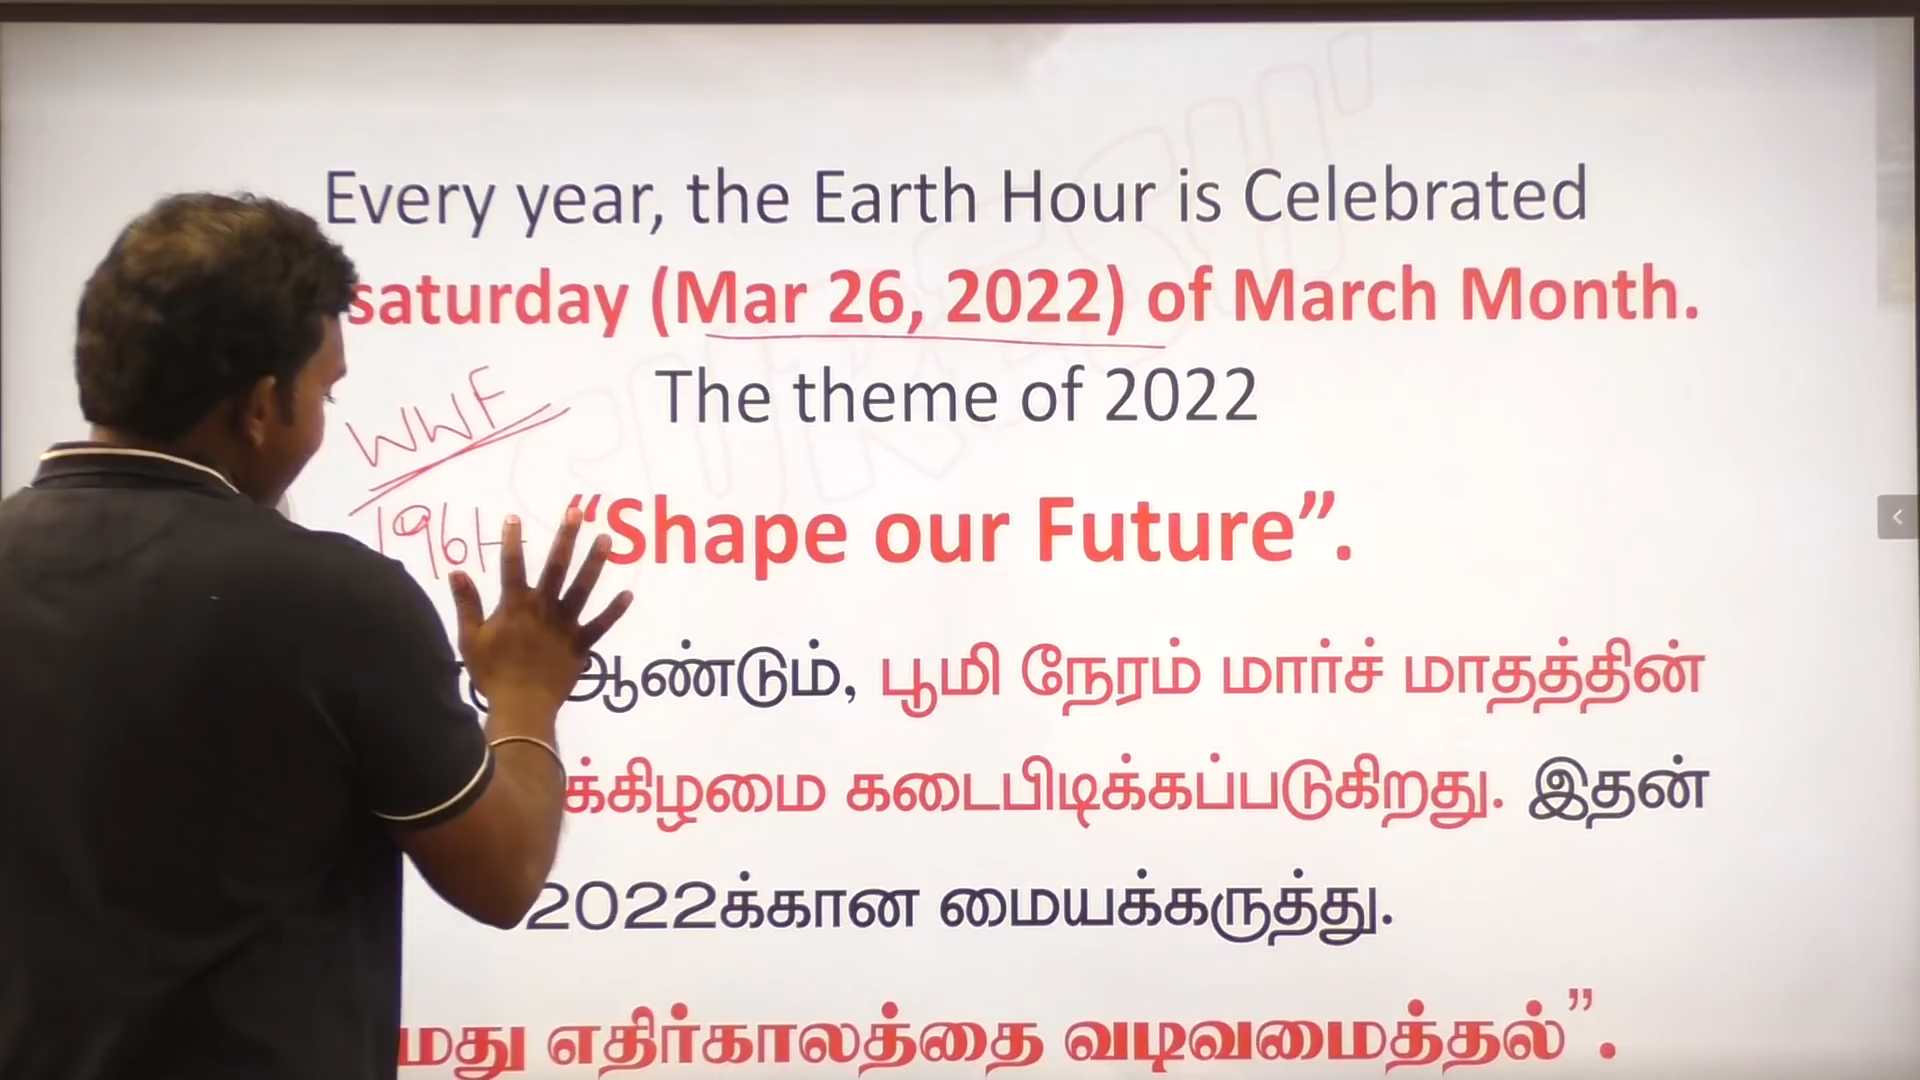 Every year, the Earth Hour is Celebrated
saturday (Mar 26, 2022) of March Month.
The theme of 2022
WWF
1961
“Shape our Future”.
ஆண்டும், பூமி நேரம் மார்ச் மாதத்தின்
க்கிழமை கடைபிடிக்கப்படுகிறது. இதன்
2022க்கான மையக்கருத்து.
மது எதிர்காலத்தை வடிவமைத்தல்”.